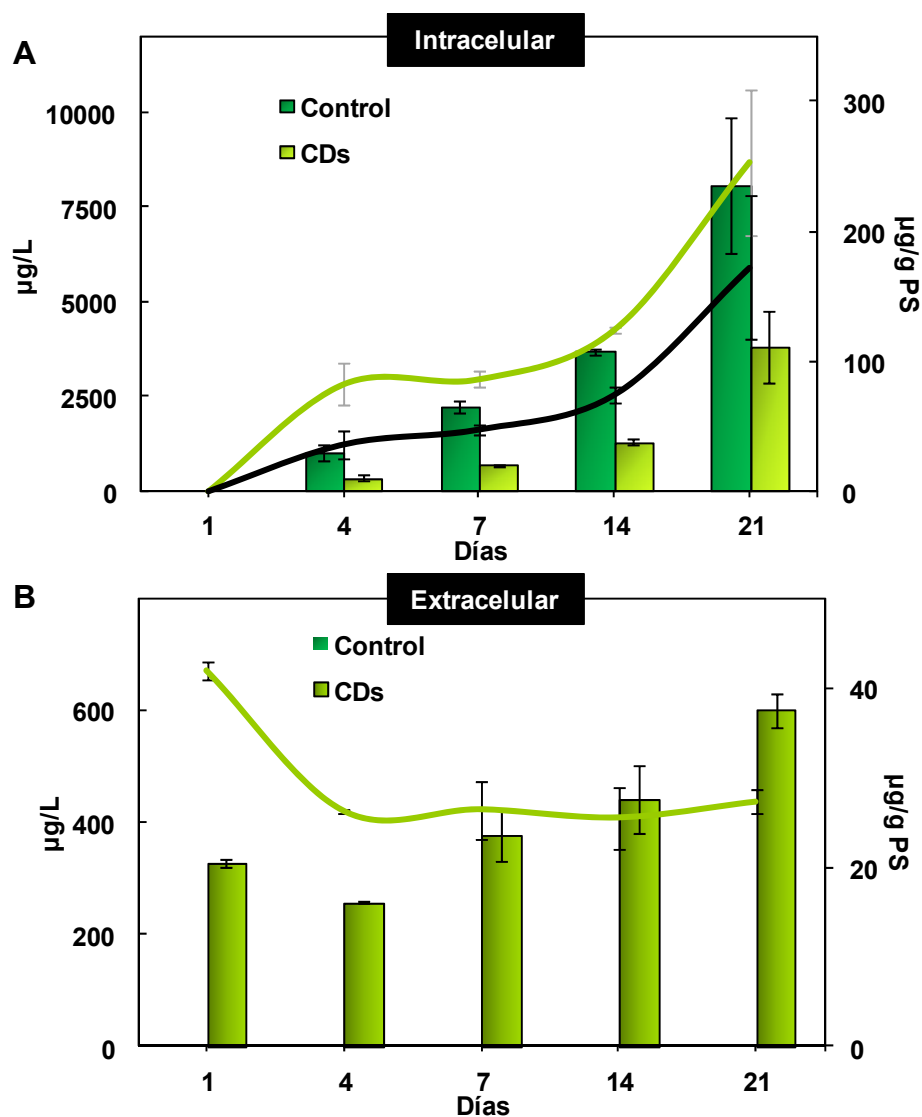 A
Intracelular
Control
CDs
10000
7500
5000
2500
0
µg/L
300
200
100
0
µg/g PS
1 4 7 14 21
Días
B
Extracelular
Control
CDs
600
400
200
0
µg/L
40
20
0
µg/g PS
1 4 7 14 21
Días